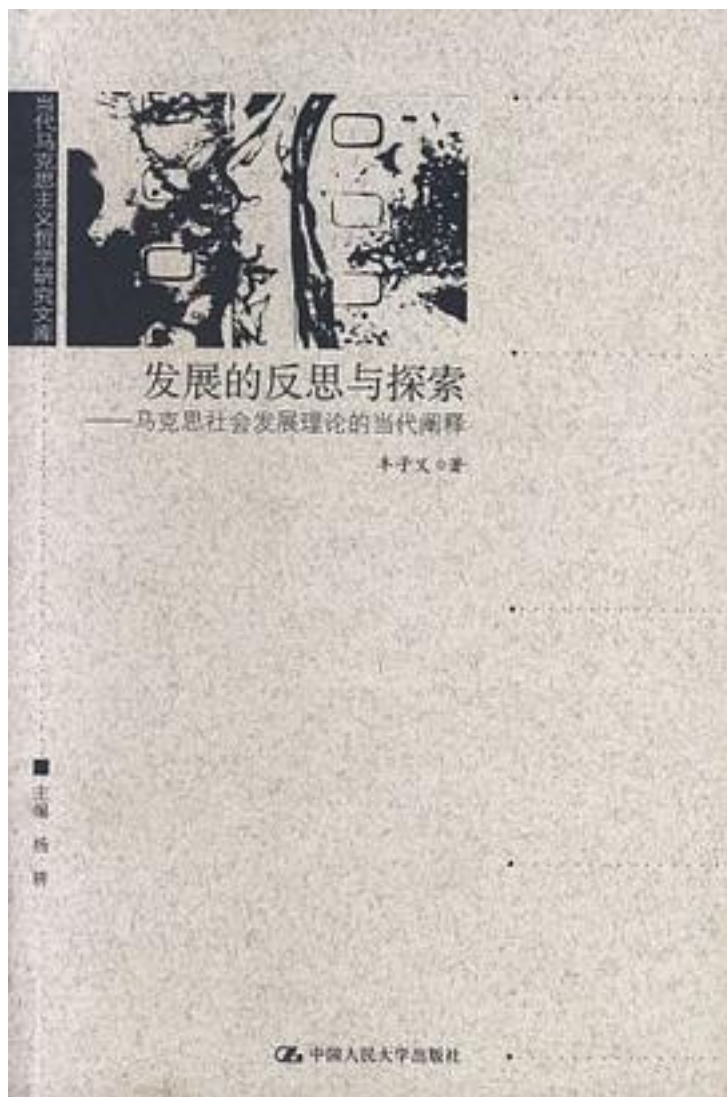 当代马克思主义哲学研究文库
发展的反思与探索
——马克思社会发展理论的当代阐释
丰子义◎著
■主编 杨 耕
中国人民大学出版社